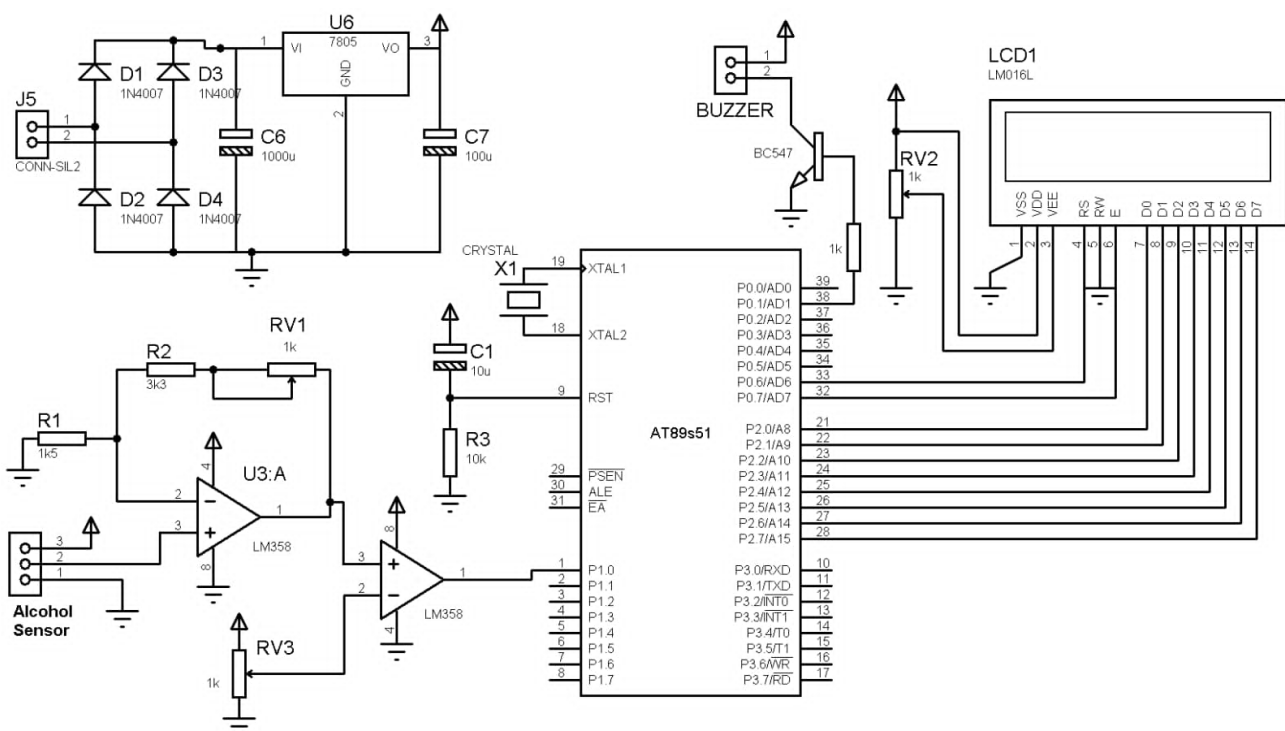 U6
7805
1
VI
VO
3
GND
2
D1
1N4007
D3
1N4007
J5
1
2
CONN-SIL2
D2
1N4007
D4
1N4007
C6
1000u
C7
100u
BUZZER
1
2
BC547
1k
RV2
1k
LCD1
LM016L
VSS
VDD
VEE
RS
RW
E
D0
D1
D2
D3
D4
D5
D6
D7
1
2
3
4
5
6
7
8
9
10
11
12
13
14
CRYSTAL
X1
C1
10u
R3
10k
RV1
1k
R2
3k3
R1
1k5
U3:A
4
2
3
1
8
LM358
3
2
1
Alcohol
Sensor
RV3
1k
8
3
2
1
4
LM358
AT89s51
19 XTAL1
18 XTAL2
9 RST
29 PSEN
30 ALE
31 EA
1 P1.0
2 P1.1
3 P1.2
4 P1.3
5 P1.4
6 P1.5
7 P1.6
8 P1.7
P0.0/AD0 39
P0.1/AD1 38
P0.2/AD2 37
P0.3/AD3 36
P0.4/AD4 35
P0.5/AD5 34
P0.6/AD6 33
P0.7/AD7 32
P2.0/A8 21
P2.1/A9 22
P2.2/A10 23
P2.3/A11 24
P2.4/A12 25
P2.5/A13 26
P2.6/A14 27
P2.7/A15 28
P3.0/RXD 10
P3.1/TXD 11
P3.2/INT0 12
P3.3/INT1 13
P3.4/T0 14
P3.5/T1 15
P3.6/WR 16
P3.7/RD 17